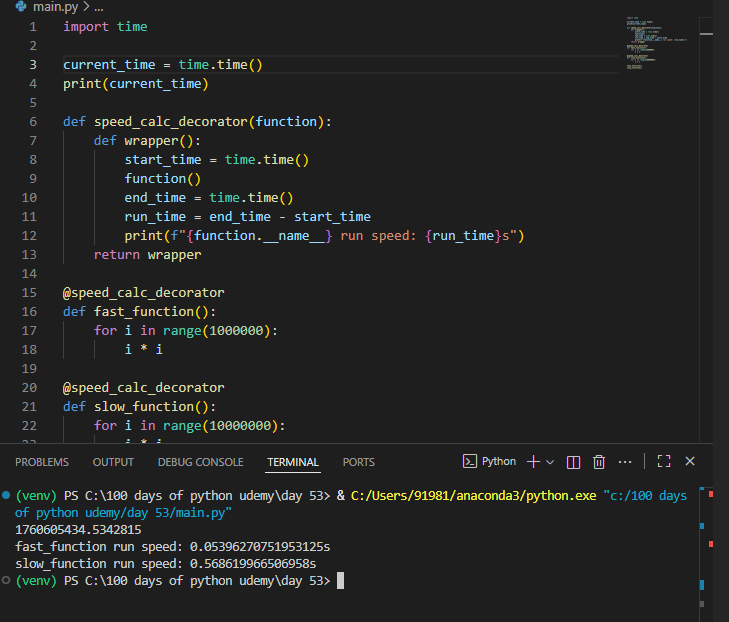 main.py > ...
1 import time
2
3 current_time = time.time()
4 print(current_time)
5
6 def speed_calc_decorator(function):
7     def wrapper():
8         start_time = time.time()
9         function()
10         end_time = time.time()
11         run_time = end_time - start_time
12         print(f"{function.__name__} run speed: {run_time}s")
13     return wrapper
14
15 @speed_calc_decorator
16 def fast_function():
17     for i in range(1000000):
18         i * i
19
20 @speed_calc_decorator
21 def slow_function():
22     for i in range(10000000):
23         i * i
PROBLEMS OUTPUT DEBUG CONSOLE TERMINAL PORTS Python
(venv) PS C:\100 days of python udemy\day 53> & C:/Users/91981/anaconda3/python.exe "c:/100 days
of python udemy/day 53/main.py"
1760605434.5342815
fast_function run speed: 0.05396270751953125s
slow_function run speed: 0.568619966506958s
(venv) PS C:\100 days of python udemy\day 53>